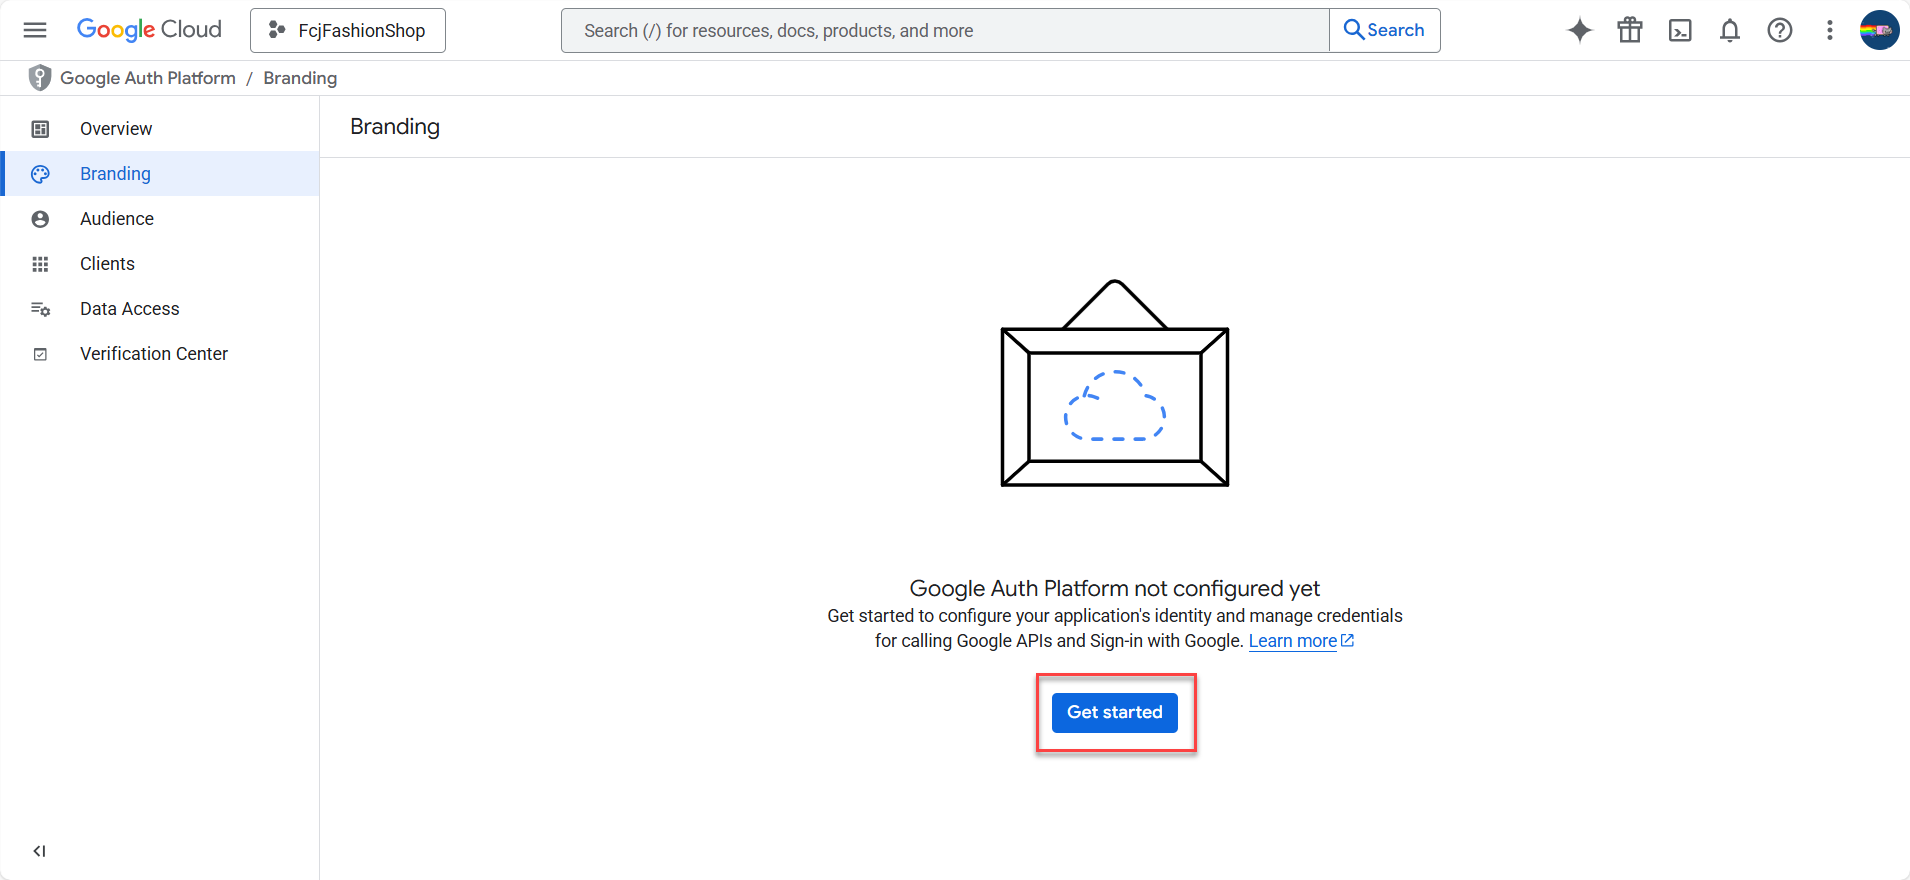 Google Cloud
FcjFashionShop
Search (/) for resources, docs, products, and more
Search
Google Auth Platform / Branding
Overview
Branding
Audience
Clients
Data Access
Verification Center
Branding
Google Auth Platform not configured yet
Get started to configure your application's identity and manage credentials
for calling Google APIs and Sign-in with Google. Learn more
Get started